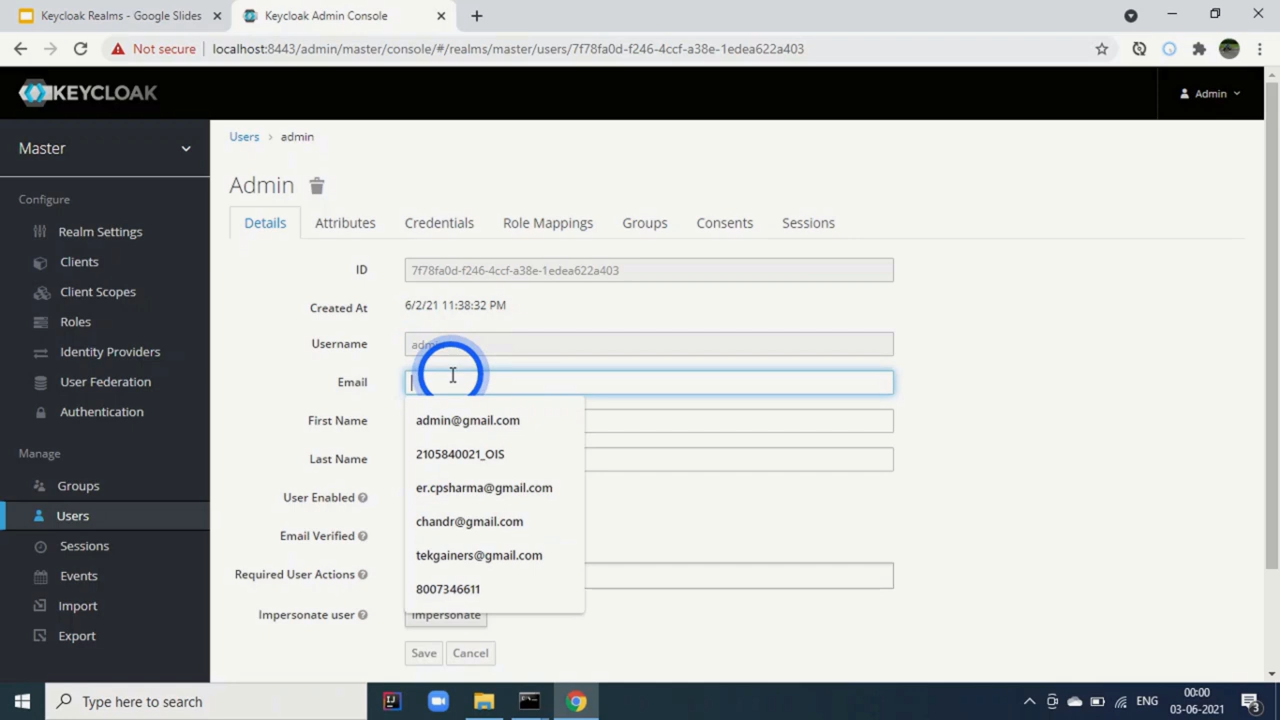 Keycloak Realms - Google Slides
Keycloak Admin Console
Not secure
localhost:8443/admin/master/console/#/realms/master/users/7f78fa0d-f246-4ccf-a38e-1edea622a403
KEYCLOAK
Admin
Master
Users > admin
Admin
Configure
Details Attributes Credentials Role Mappings Groups Consents Sessions
Realm Settings
Clients
Client Scopes
Roles
Identity Providers
User Federation
Authentication
Manage
Groups
Users
Sessions
Events
Import
Export
ID 7f78fa0d-f246-4ccf-a38e-1edea622a403
Created At 6/2/21 11:38:32 PM
Username admin
Email
admin@gmail.com
2105840021_OIS
er.cpsharma@gmail.com
chandr@gmail.com
tekgainers@gmail.com
8007346611
First Name
Last Name
User Enabled
Email Verified
Required User Actions
Impersonate user Impersonate
Save Cancel
Type here to search
ENG
00:00
03-06-2021
3